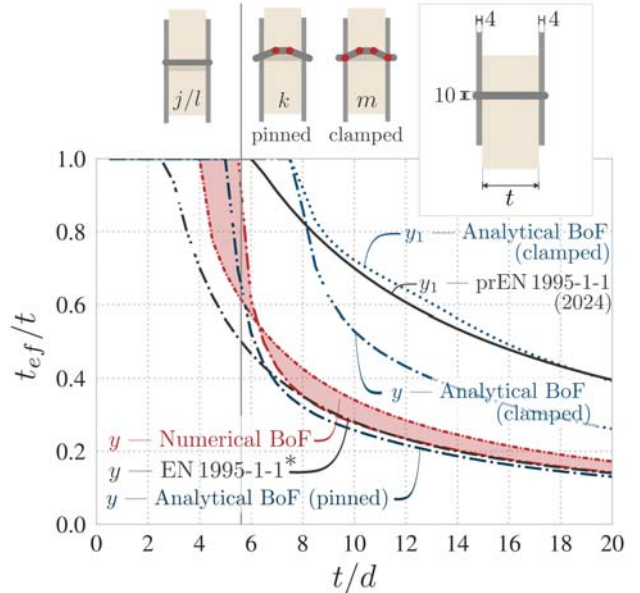 j/l
k
m
pinned
clamped
4
4
10
t
1.0
0.8
0.6
0.4
0.2
0.0
t_ef/t
y₁ — Analytical BoF
(clamped)
y₁ — prEN 1995-1-1
(2024)
y — Analytical BoF
(clamped)
y — Numerical BoF
y — EN 1995-1-1*
y — Analytical BoF (pinned)
0 2 4 6 8 10 12 14 16 18 20
t/d